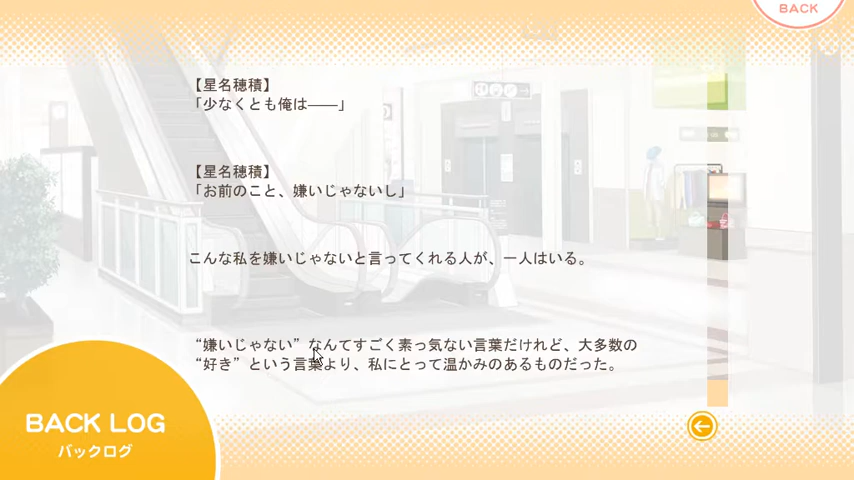 BACK
【星名穂積】
「少なくとも俺は――」
【星名穂積】
「お前のこと、嫌いじゃないし」
こんな私を嫌いじゃないと言ってくれる人が、一人はいる。
“嫌いじゃない”なんてすごく素っ気ない言葉だけれど、大多数の
“好き”という言葉より、私にとって温かみのあるものだった。
BACK LOG
バックログ